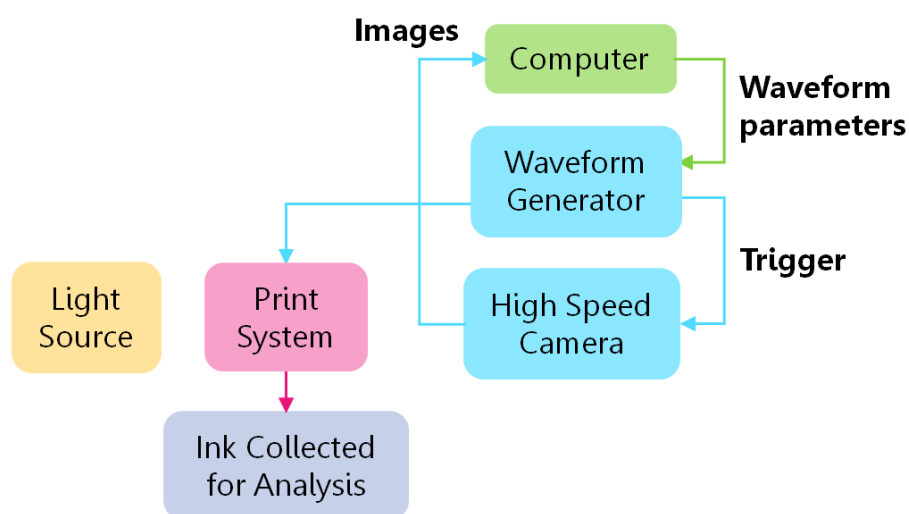 Images
Computer
Waveform
parameters
Waveform
Generator
Trigger
Light
Source
Print
System
High Speed
Camera
Ink Collected
for Analysis